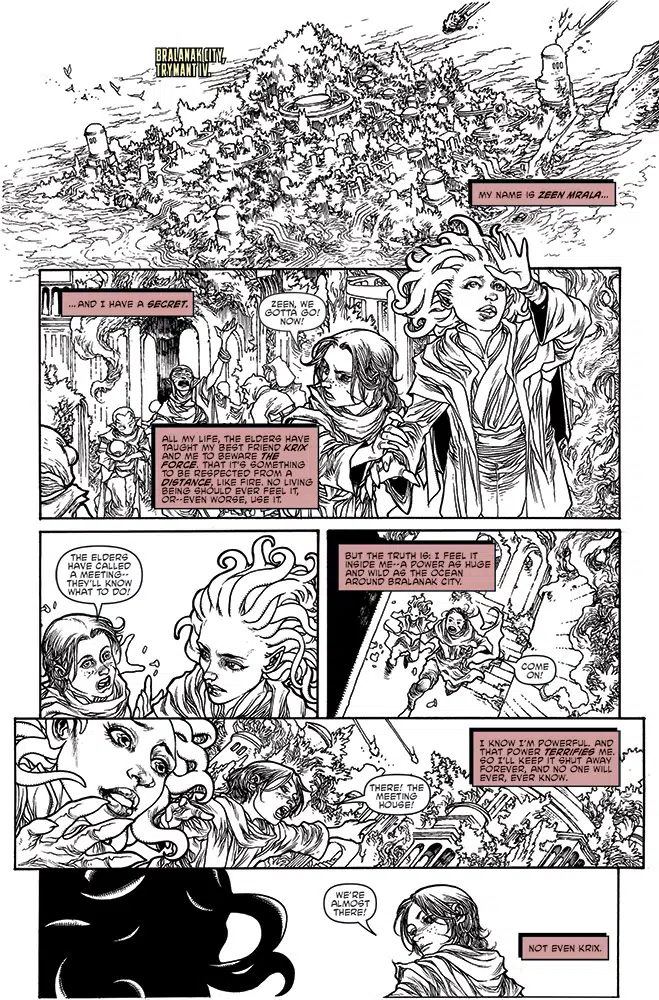 BRALANAK CITY,
TRYMANT IV.
MY NAME IS ZEEN MRALA...
...AND I HAVE A SECRET.
ZEEN, WE
GOTTA GO!
NOW!
ALL MY LIFE, THE ELDERS HAVE
TAUGHT MY BEST FRIEND KRIX
AND ME TO BEWARE THE
FORCE. THAT IT'S SOMETHING
TO BE RESPECTED FROM A
DISTANCE, LIKE FIRE. NO LIVING
BEING SHOULD EVER FEEL IT,
OR--EVEN WORSE, USE IT.
THE ELDERS
HAVE CALLED
A MEETING--
THEY'LL KNOW
WHAT TO DO!
BUT THE TRUTH IS: I FEEL IT
INSIDE ME--A POWER AS HUGE
AND WILD AS THE OCEAN
AROUND BRALANAK CITY.
COME
ON!
I KNOW I'M POWERFUL. AND
THAT POWER TERRIFIES ME.
SO I'LL KEEP IT SHUT AWAY
FOREVER, AND NO ONE WILL
EVER, EVER KNOW.
THERE! THE
MEETING
HOUSE!
WE'RE
ALMOST
THERE!
NOT EVEN KRIX.